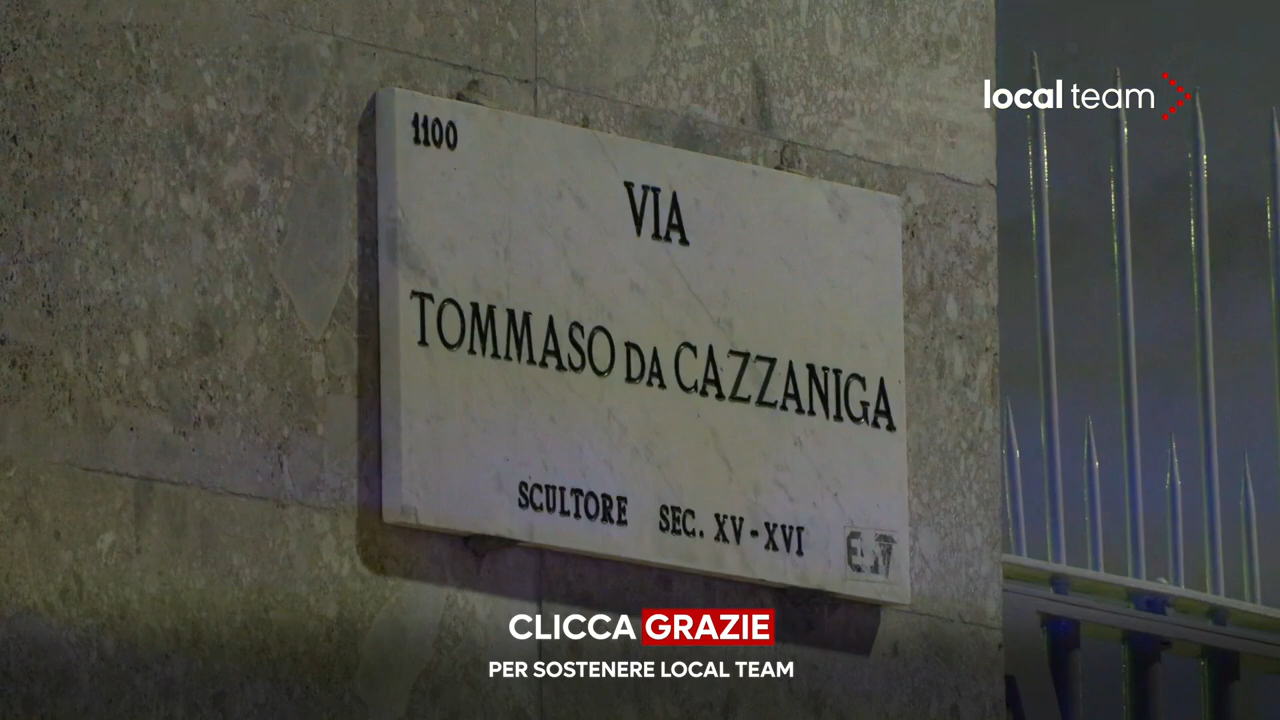 local team
1100
VIA
TOMMASO DA CAZZANIGA
SCULTORE SEC. XV-XVI
CLICCA GRAZIE
PER SOSTENERE LOCAL TEAM